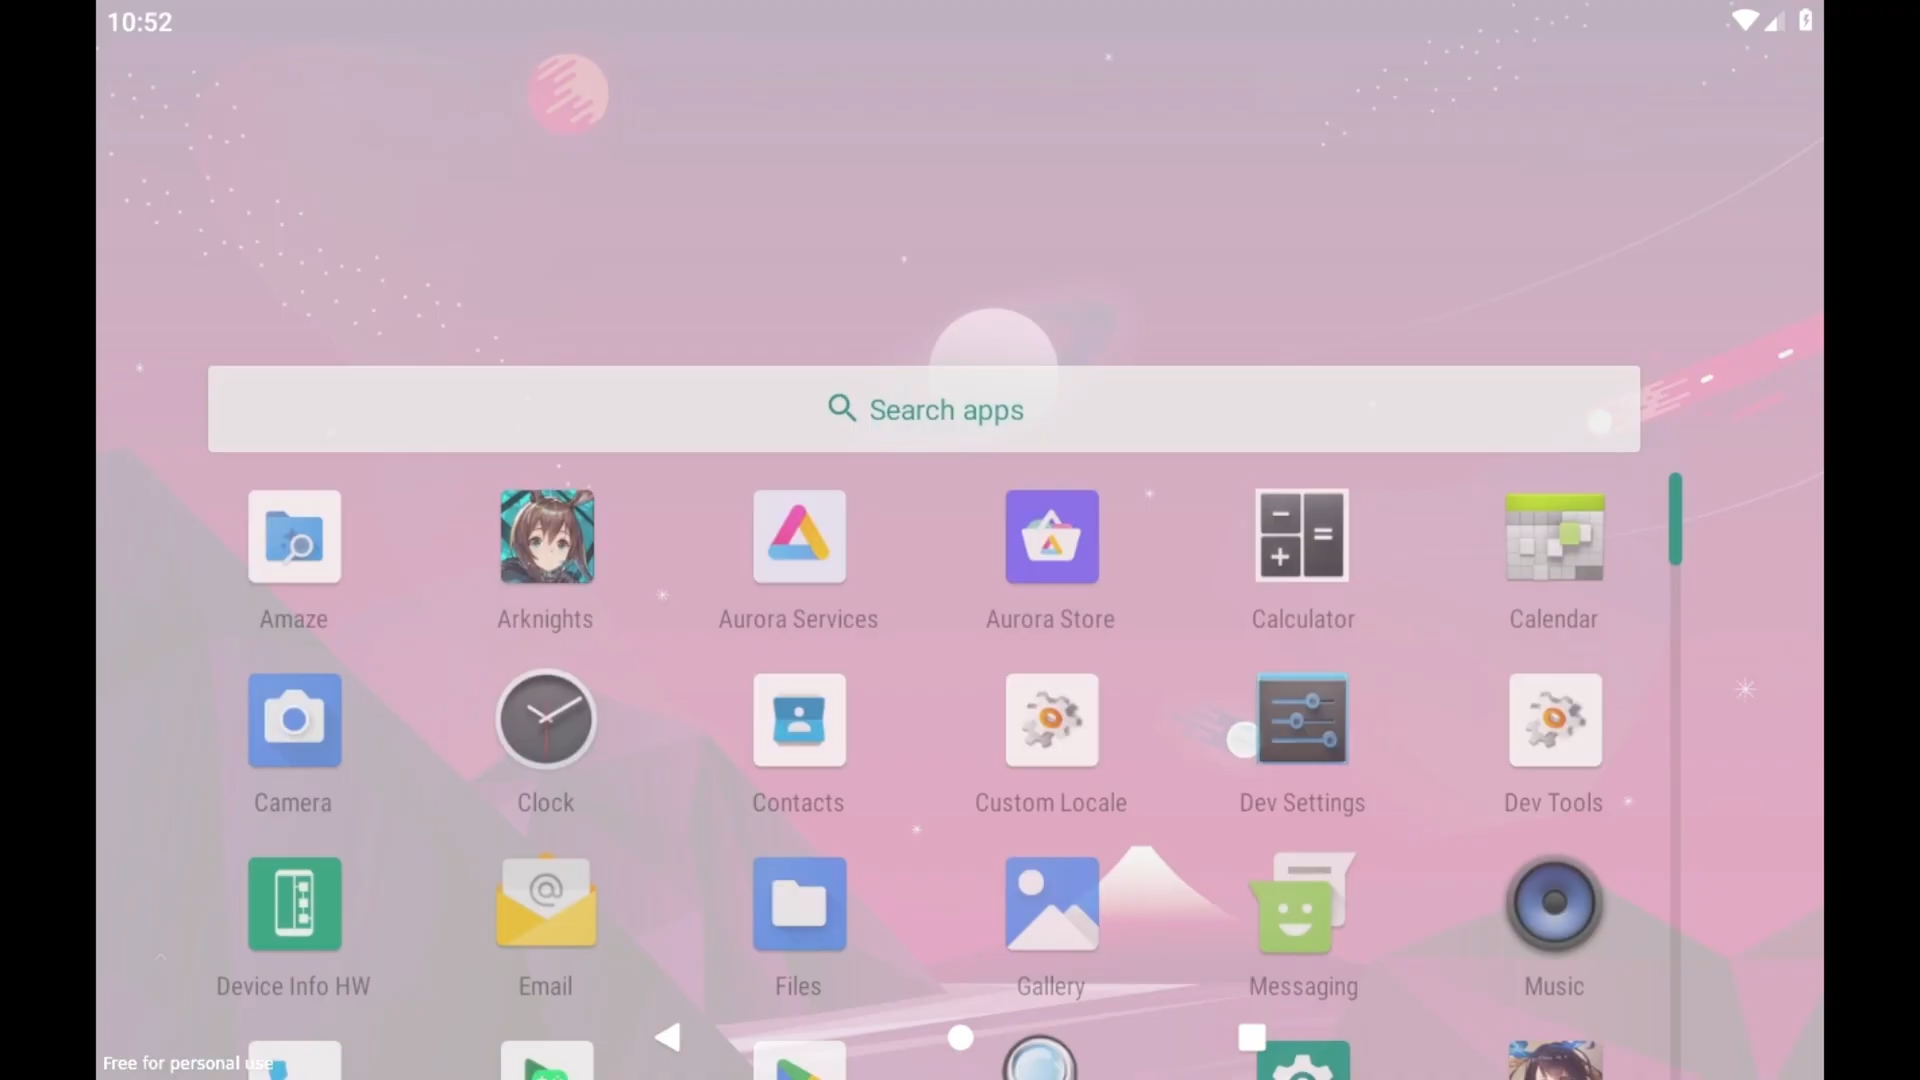 10:52
Search apps
Amaze
Arknights
Aurora Services
Aurora Store
Calculator
Calendar
Camera
Clock
Contacts
Custom Locale
Dev Settings
Dev Tools
Device Info HW
Email
Files
Gallery
Messaging
Music
Free for personal use